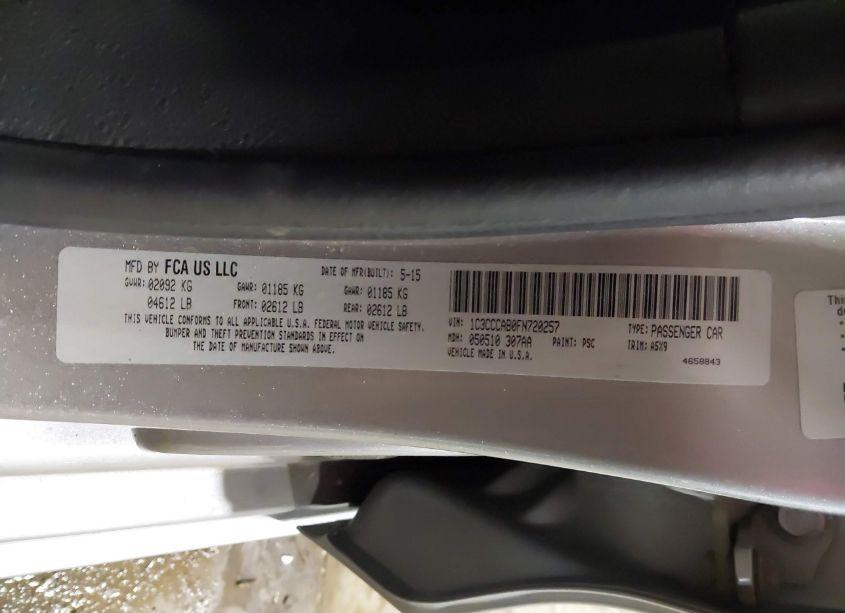 MFD BY FCA US LLC DATE OF MFR(BUILT): 5-15
GVWR: 02092 KG GAWR: 01185 KG GAWR: 01185 KG
04612 LB FRONT: 02612 LB REAR: 02612 LB
THIS VEHICLE CONFORMS TO ALL APPLICABLE U.S.A. FEDERAL MOTOR VEHICLE SAFETY,
BUMPER AND THEFT PREVENTION STANDARDS IN EFFECT ON
THE DATE OF MANUFACTURE SHOWN ABOVE.
VIN: 1C3CCCAB0FN720257 TYPE: PASSENGER CAR
MDH: 050510 307AA PAINT: PSC TRIM: A5X9
VEHICLE MADE IN U.S.A. 4658843